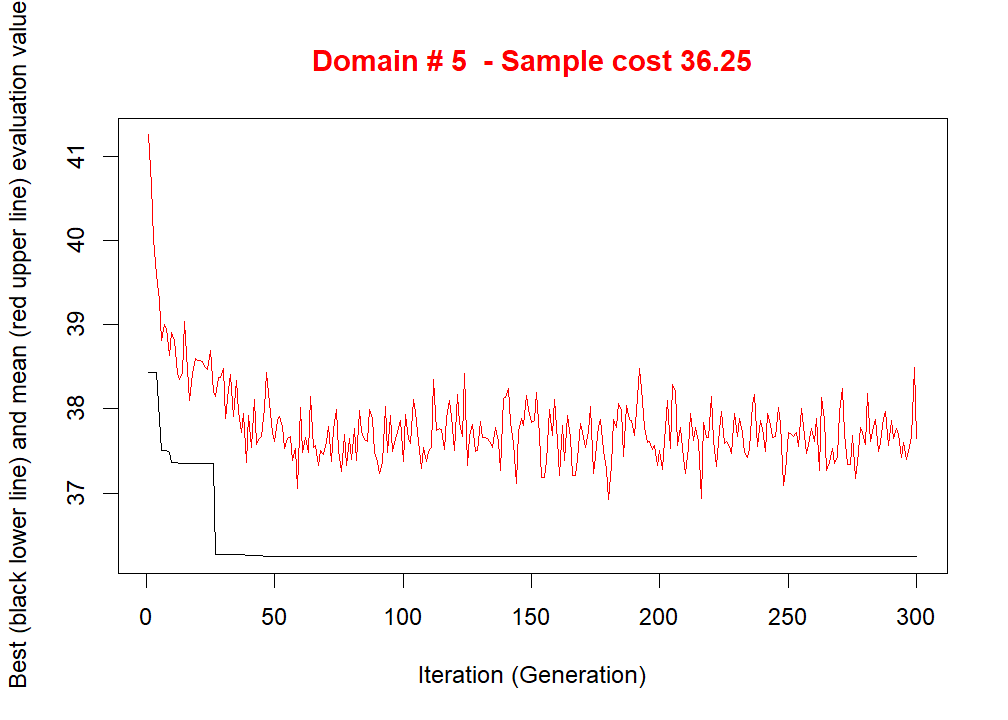 Domain # 5  - Sample cost 36.25
Best (black lower line) and mean (red upper line) evaluation value
41
40
39
38
37
0 50 100 150 200 250 300
Iteration (Generation)